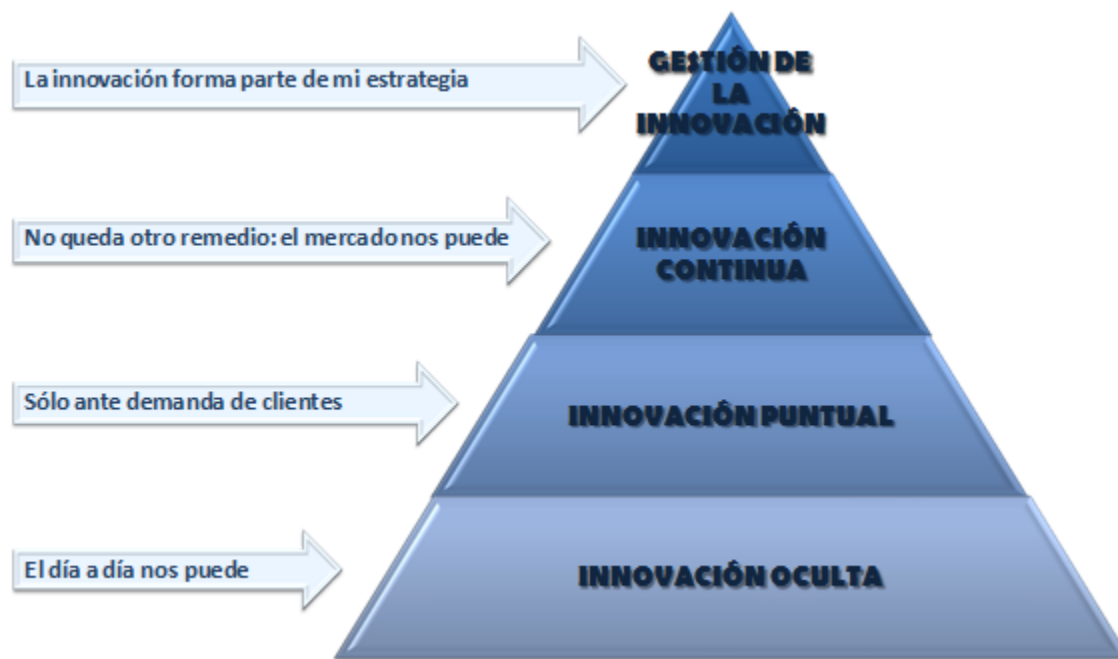 La innovación forma parte de mi estrategia
GESTIÓN DE
LA
INNOVACIÓN
No queda otro remedio: el mercado nos puede
INNOVACIÓN
CONTINUA
Sólo ante demanda de clientes
INNOVACIÓN PUNTUAL
El día a día nos puede
INNOVACIÓN OCULTA